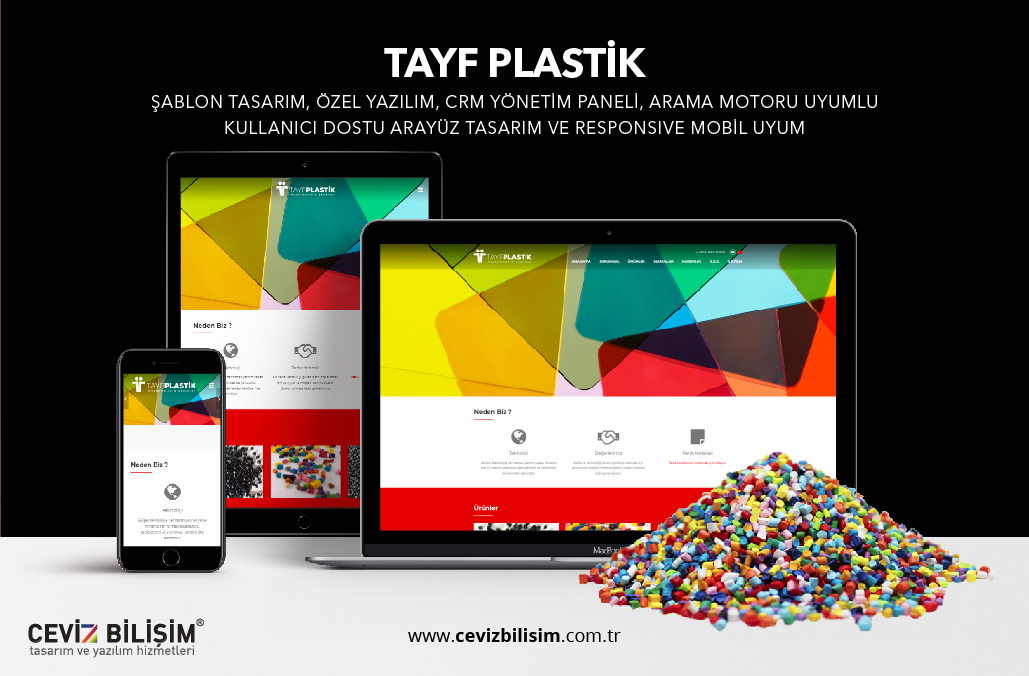 TAYF PLASTİK
ŞABLON TASARIM, ÖZEL YAZILIM, CRM YÖNETİM PANELİ, ARAMA MOTORU UYUMLU
KULLANICI DOSTU ARAYÜZ TASARIM VE RESPONSIVE MOBİL UYUM
TAYFPLASTİK
TAYFPLASTİK
ANASAYFA KURUMSAL ÜRÜNLER MARKALAR HABERLER S.S.S. İLETİŞİM
Neden Biz ?
Neden Biz ?
Teknoloji
Değerlerimiz
Renk Kartelası
Ürünler
TAYFPLASTİK
Neden Biz ?
Teknoloji
MacBo
CEVİZ BİLİŞİM®
tasarım ve yazılım hizmetleri
www.cevizbilisim.com.tr